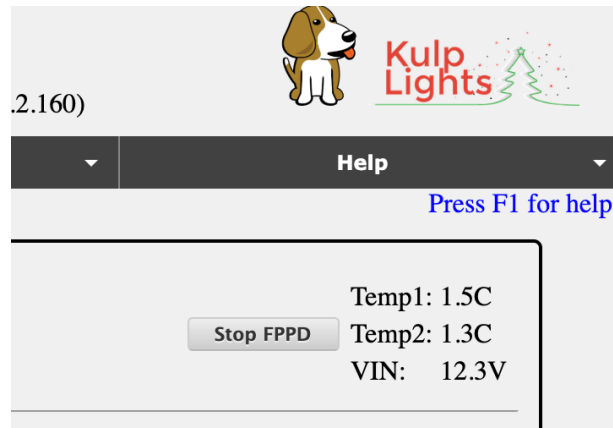 Kulp
Lights
.2.160)
Help
Press F1 for help
Temp1: 1.5C
Stop FPPD Temp2: 1.3C
VIN: 12.3V